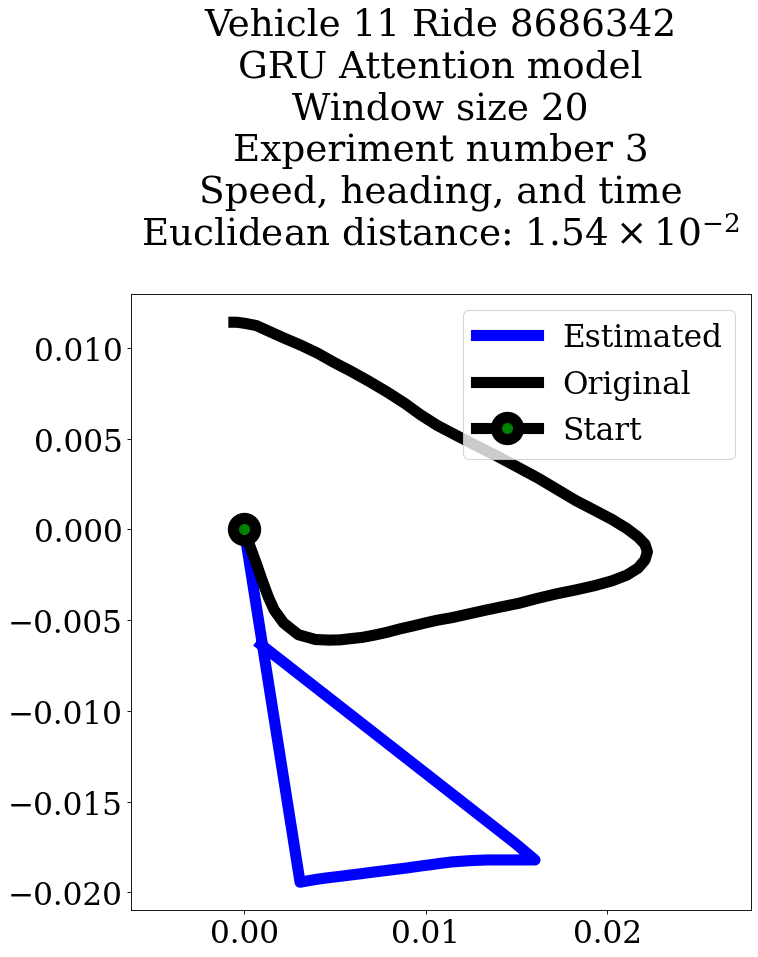 Vehicle 11 Ride 8686342
GRU Attention model
Window size 20
Experiment number 3
Speed, heading, and time
Euclidean distance: 1.54 × 10⁻²
Estimated
Original
Start
0.010
0.005
0.000
−0.005
−0.010
−0.015
−0.020
0.00 0.01 0.02